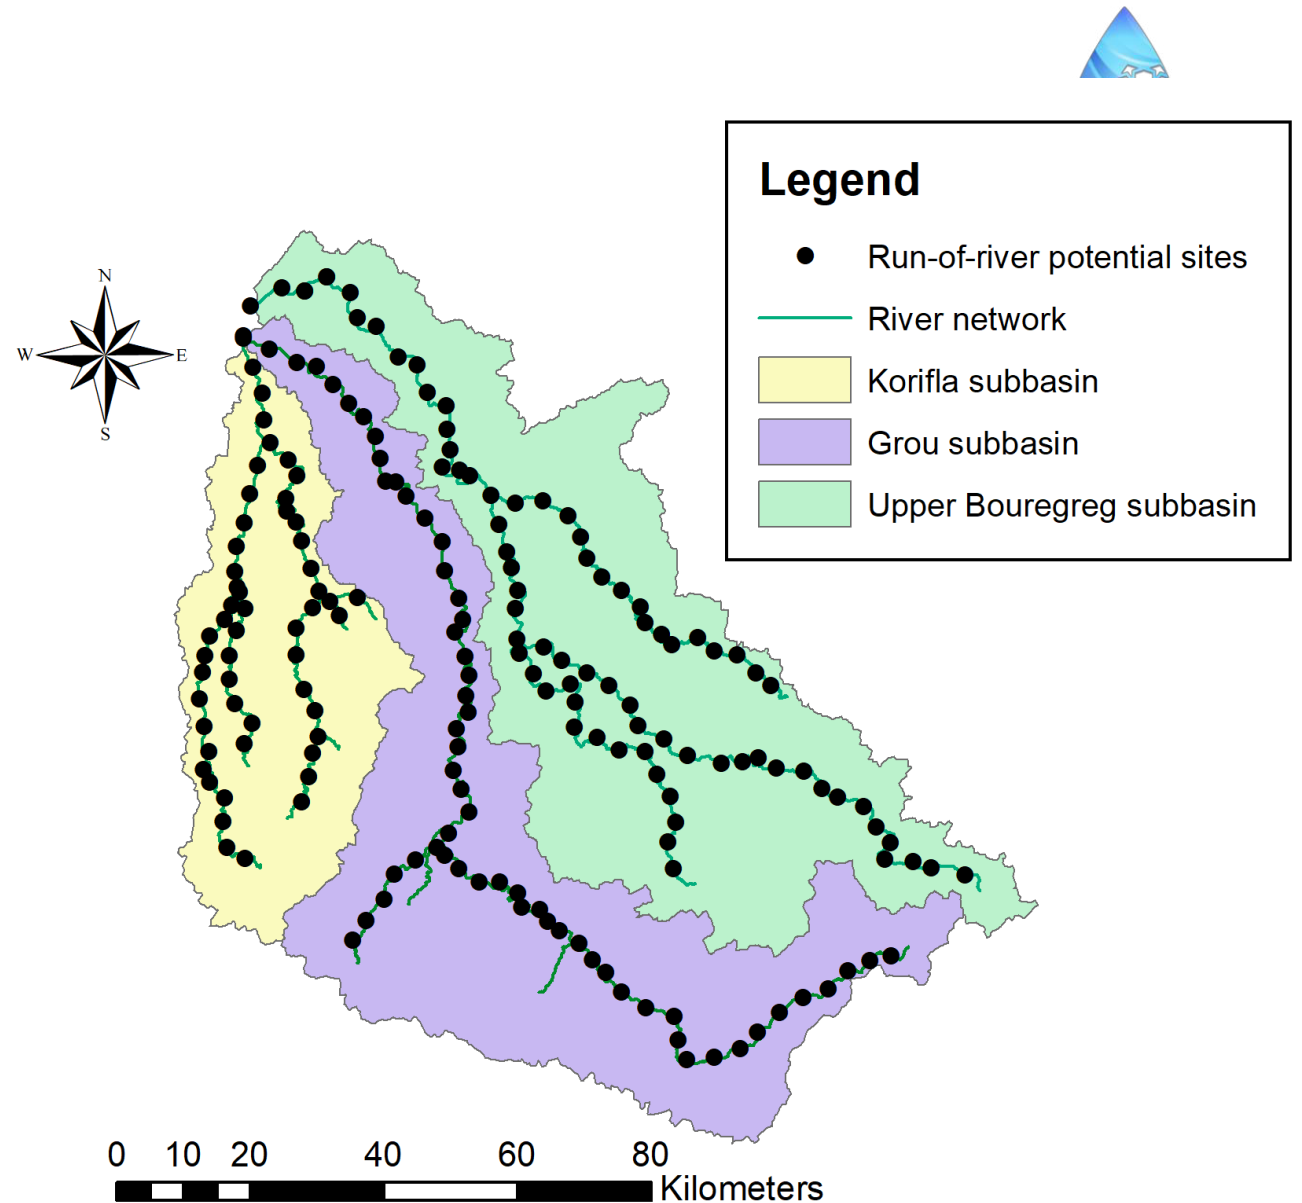 Legend
Run-of-river potential sites
River network
Korifla subbasin
Grou subbasin
Upper Bouregreg subbasin
N
W E
S
0 10 20 40 60 80
Kilometers